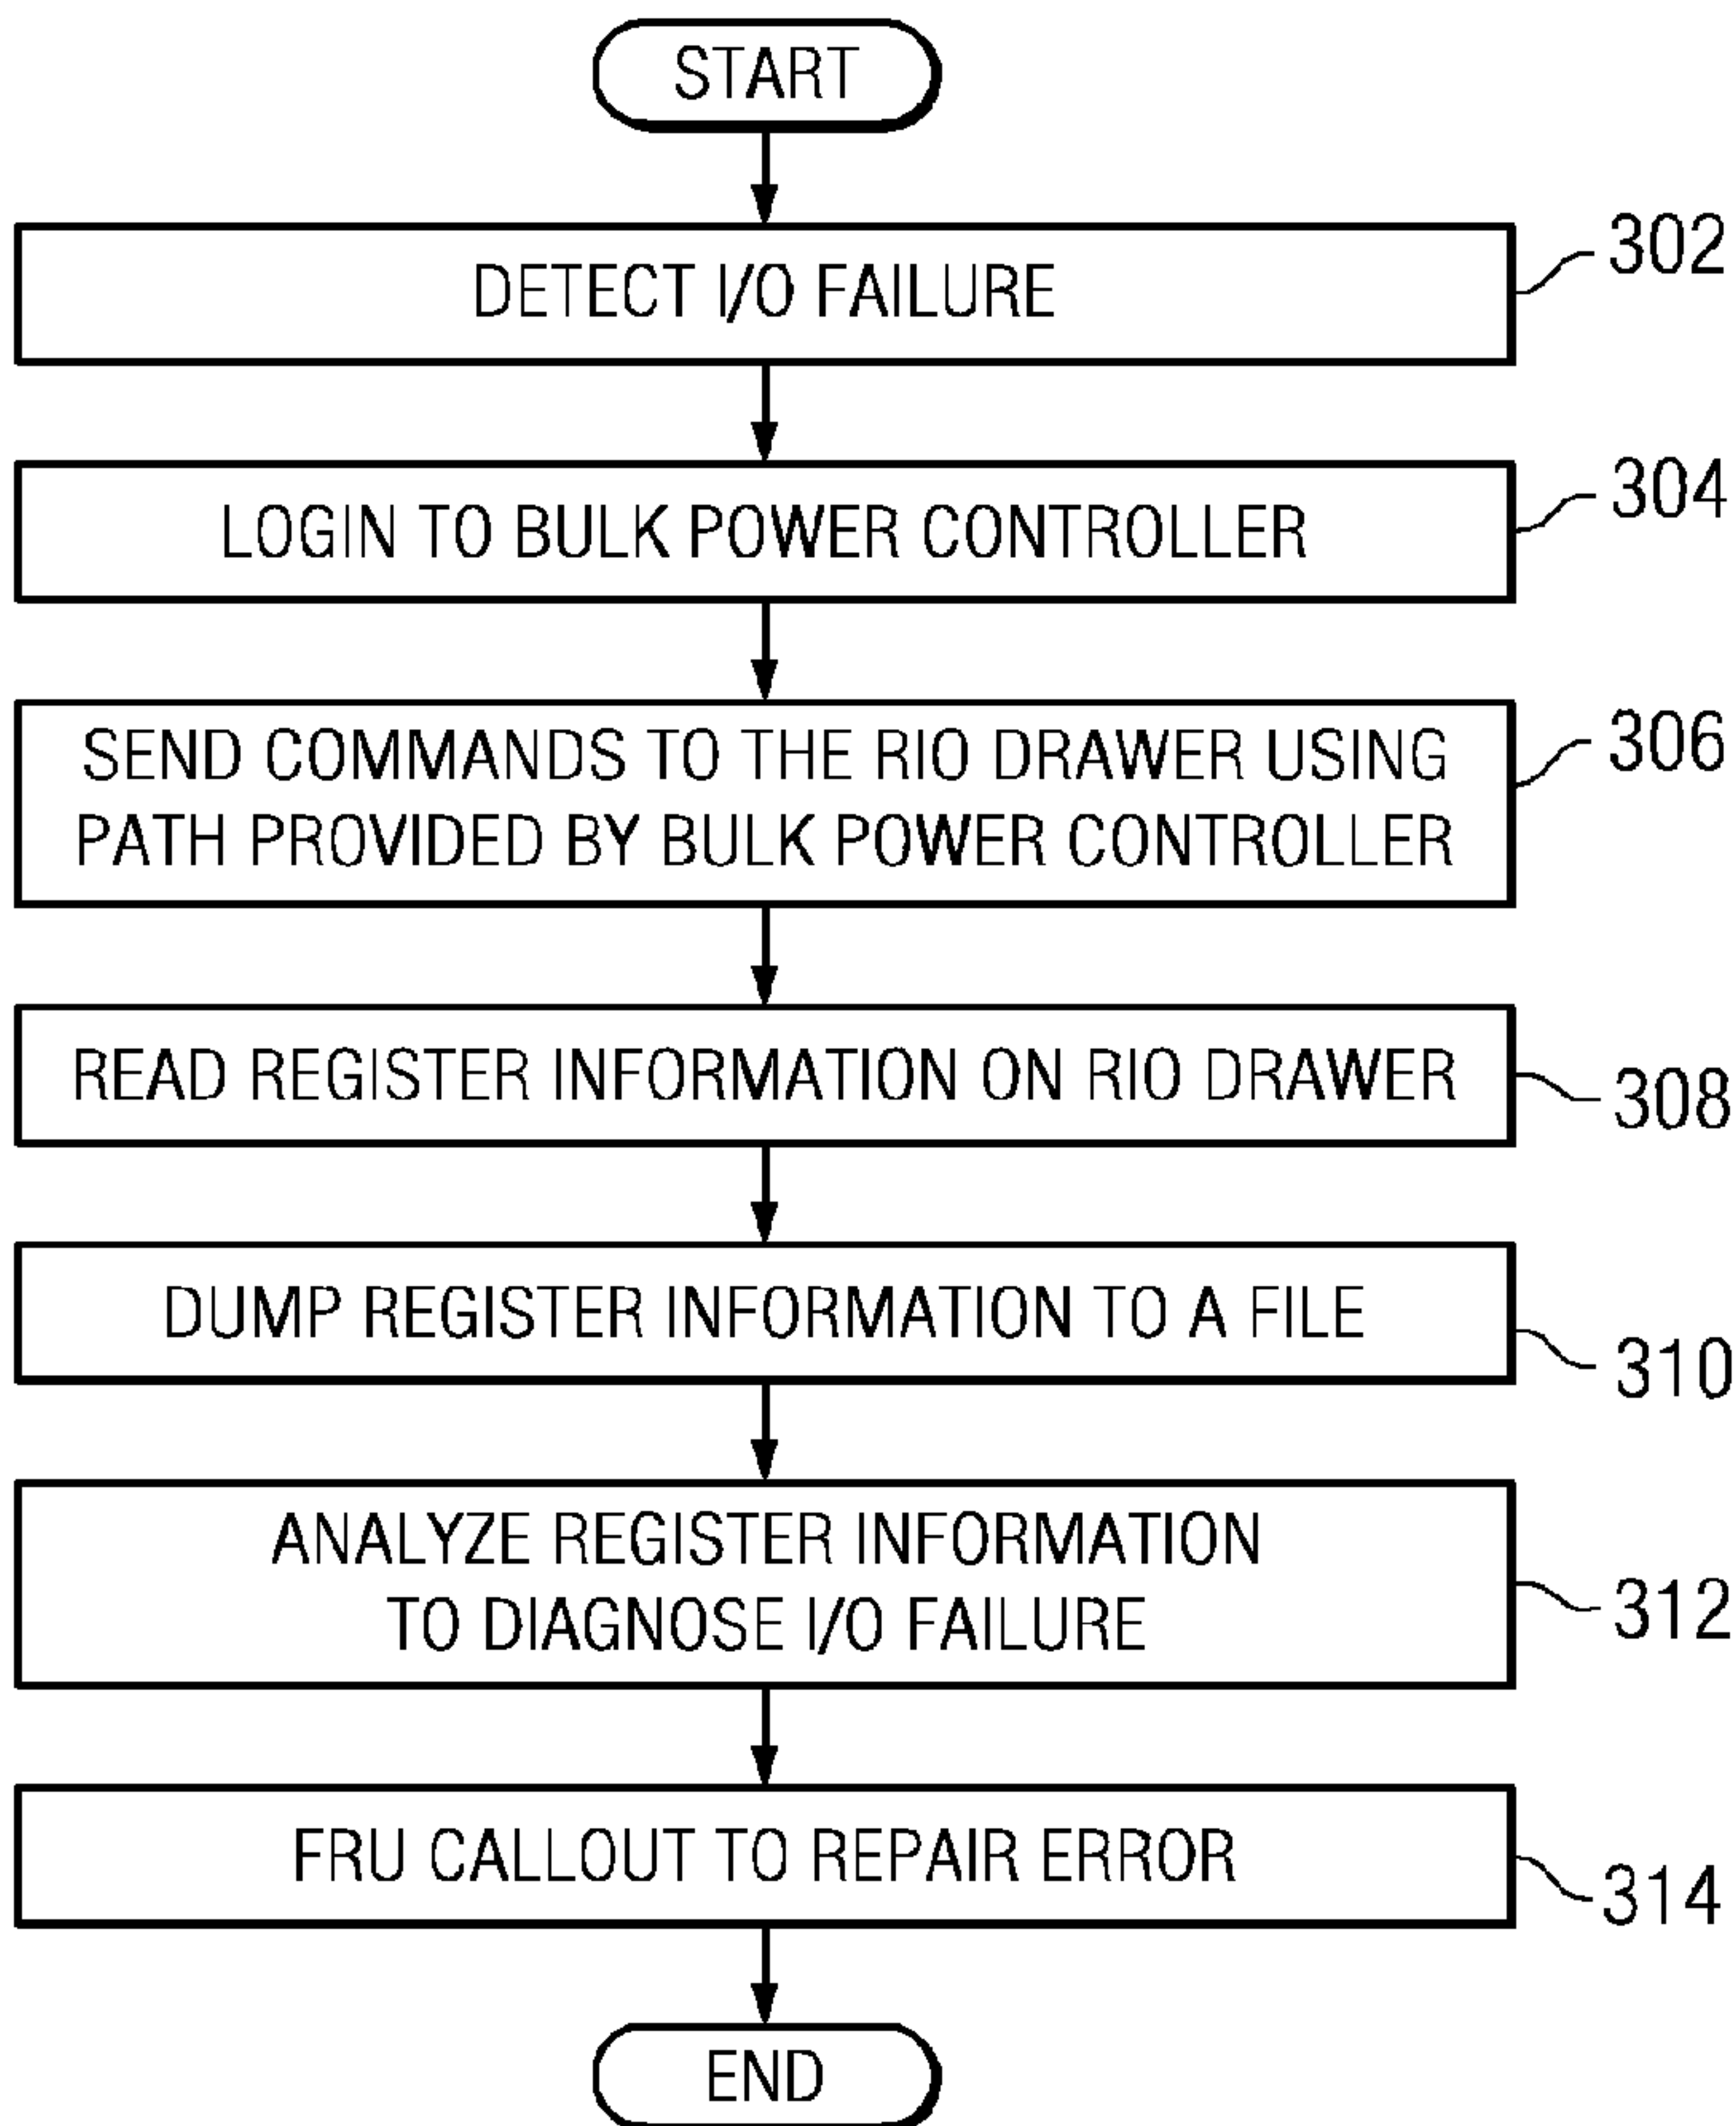 START
DETECT I/O FAILURE
302
LOGIN TO BULK POWER CONTROLLER
304
SEND COMMANDS TO THE RIO DRAWER USING
PATH PROVIDED BY BULK POWER CONTROLLER
306
READ REGISTER INFORMATION ON RIO DRAWER
308
DUMP REGISTER INFORMATION TO A FILE
310
ANALYZE REGISTER INFORMATION
TO DIAGNOSE I/O FAILURE
312
FRU CALLOUT TO REPAIR ERROR
314
END